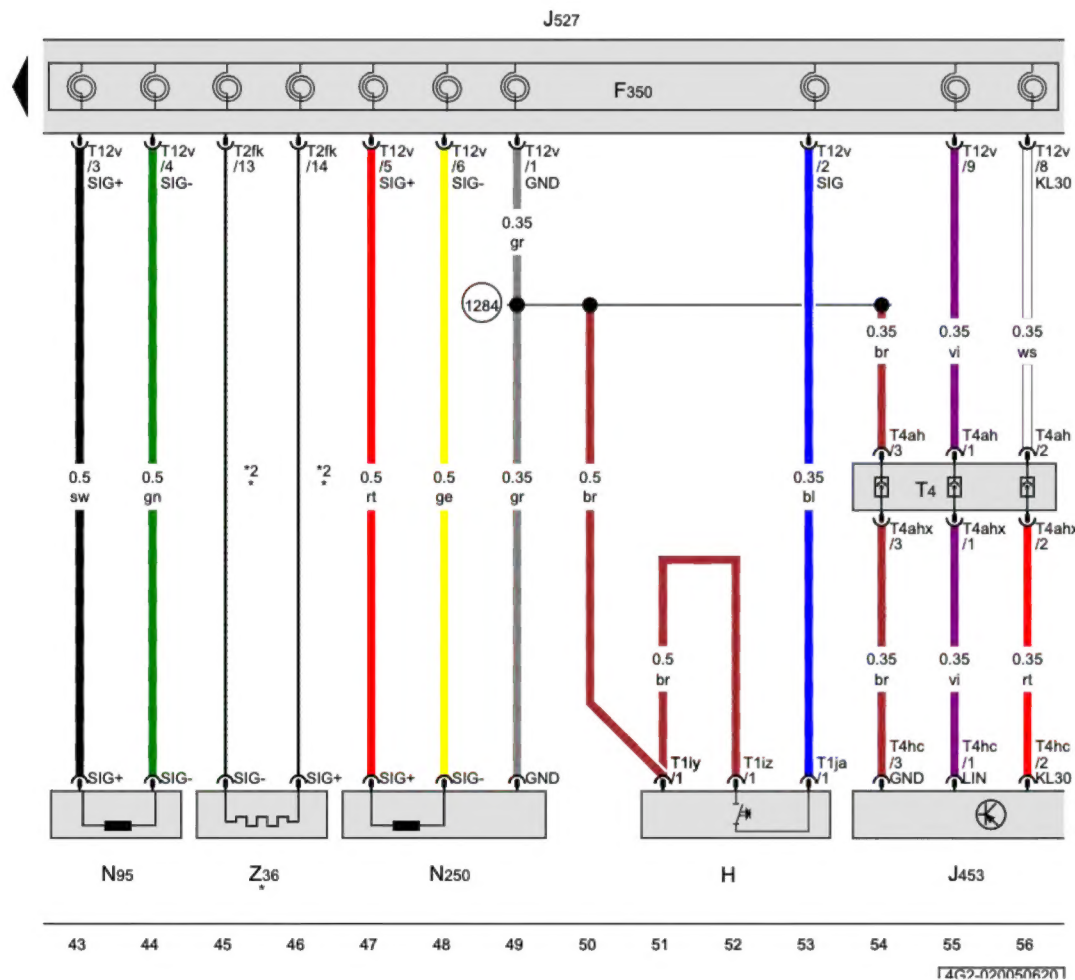 J527
F350
T12v T12v T2fk T2fk T12v T12v T12v T12v T12v T12v
/3 /4 /13 /14 /5 /6 /1 /2 /9 /8
SIG+ SIG- SIG+ SIG- GND SIG KL30
0.35
gr
1284
0.35 0.35 0.35
br vi ws
T4ah T4ah T4ah
/3 /1 /2
*2 *2
* *
0.5 0.5 0.5 0.5 0.35 0.5 0.35
sw gn rt ge gr br bl
T4
T4ahx T4ahx T4ahx
/3 /1 /2
0.5 0.35 0.35 0.35
br br vi rt
T4hc T4hc T4hc
T1iy T1iz T1ja /3 /1 /2
SIG+ SIG- SIG- SIG+ SIG+ SIG- GND /1 /1 /1 GND LIN KL30
N95 Z36 N250 H J453
*
43 44 45 46 47 48 49 50 51 52 53 54 55 56
4G2-020050620